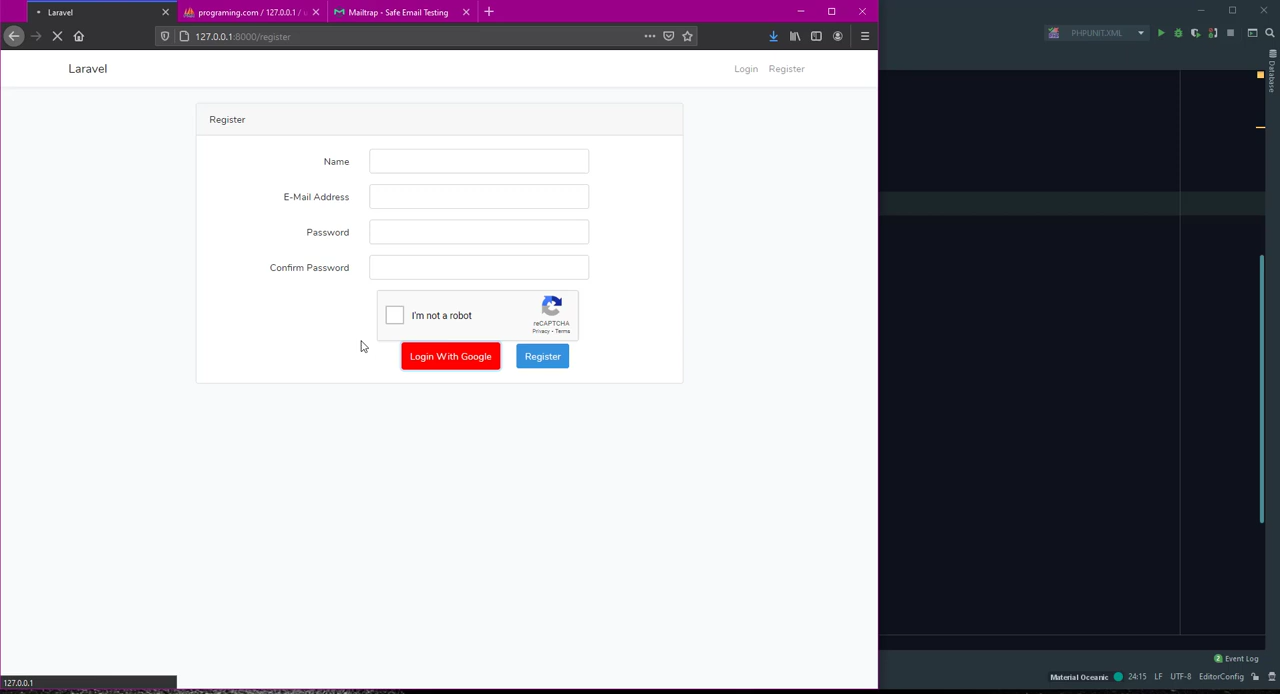 Laravel
programing.com / 127.0.0.1 /
Mailtrap - Safe Email Testing
127.0.0.1:8000/register
PHPUNIT.XML
Laravel
Login
Register
Register
Name
E-Mail Address
Password
Confirm Password
I'm not a robot
reCAPTCHA
Privacy - Terms
Login With Google
Register
Database
2 Event Log
127.0.0.1
Material Oceanic
24:15
LF
UTF-8
EditorConfig